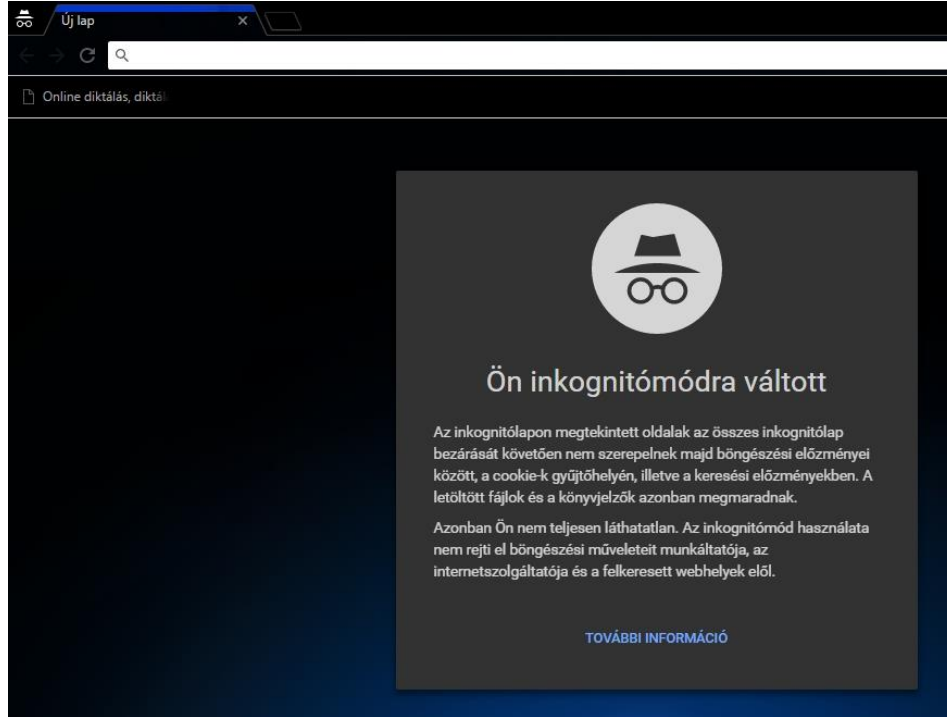 Új lap
Online diktálás, diktál
Ön inkognitómódra váltott
Az inkognitólapon megtekintett oldalak az összes inkognitólap
bezárását követően nem szerepelnek majd böngészési előzményei
között, a cookie-k gyűjtőhelyén, illetve a keresési előzményekben. A
letöltött fájlok és a könyvjelzők azonban megmaradnak.
Azonban Ön nem teljesen láthatatlan. Az inkognitómód használata
nem rejti el böngészési műveleteit munkáltatója, az
internetszolgáltatója és a felkeresett webhelyek elől.
TOVÁBBI INFORMÁCIÓ